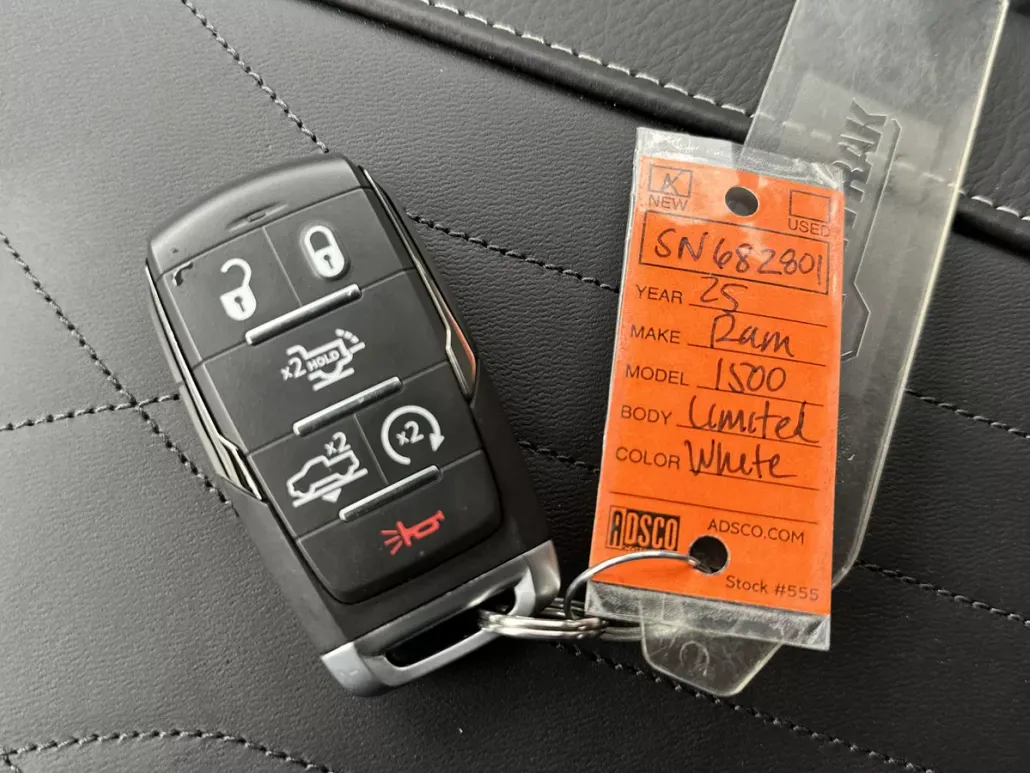 x2 HOLD
x2
x2
X
NEW
USED
SN682801
YEAR 25
MAKE Ram
MODEL 1500
BODY Limited
COLOR White
ADSCO
ADSCO.COM
Stock #555
TRAK